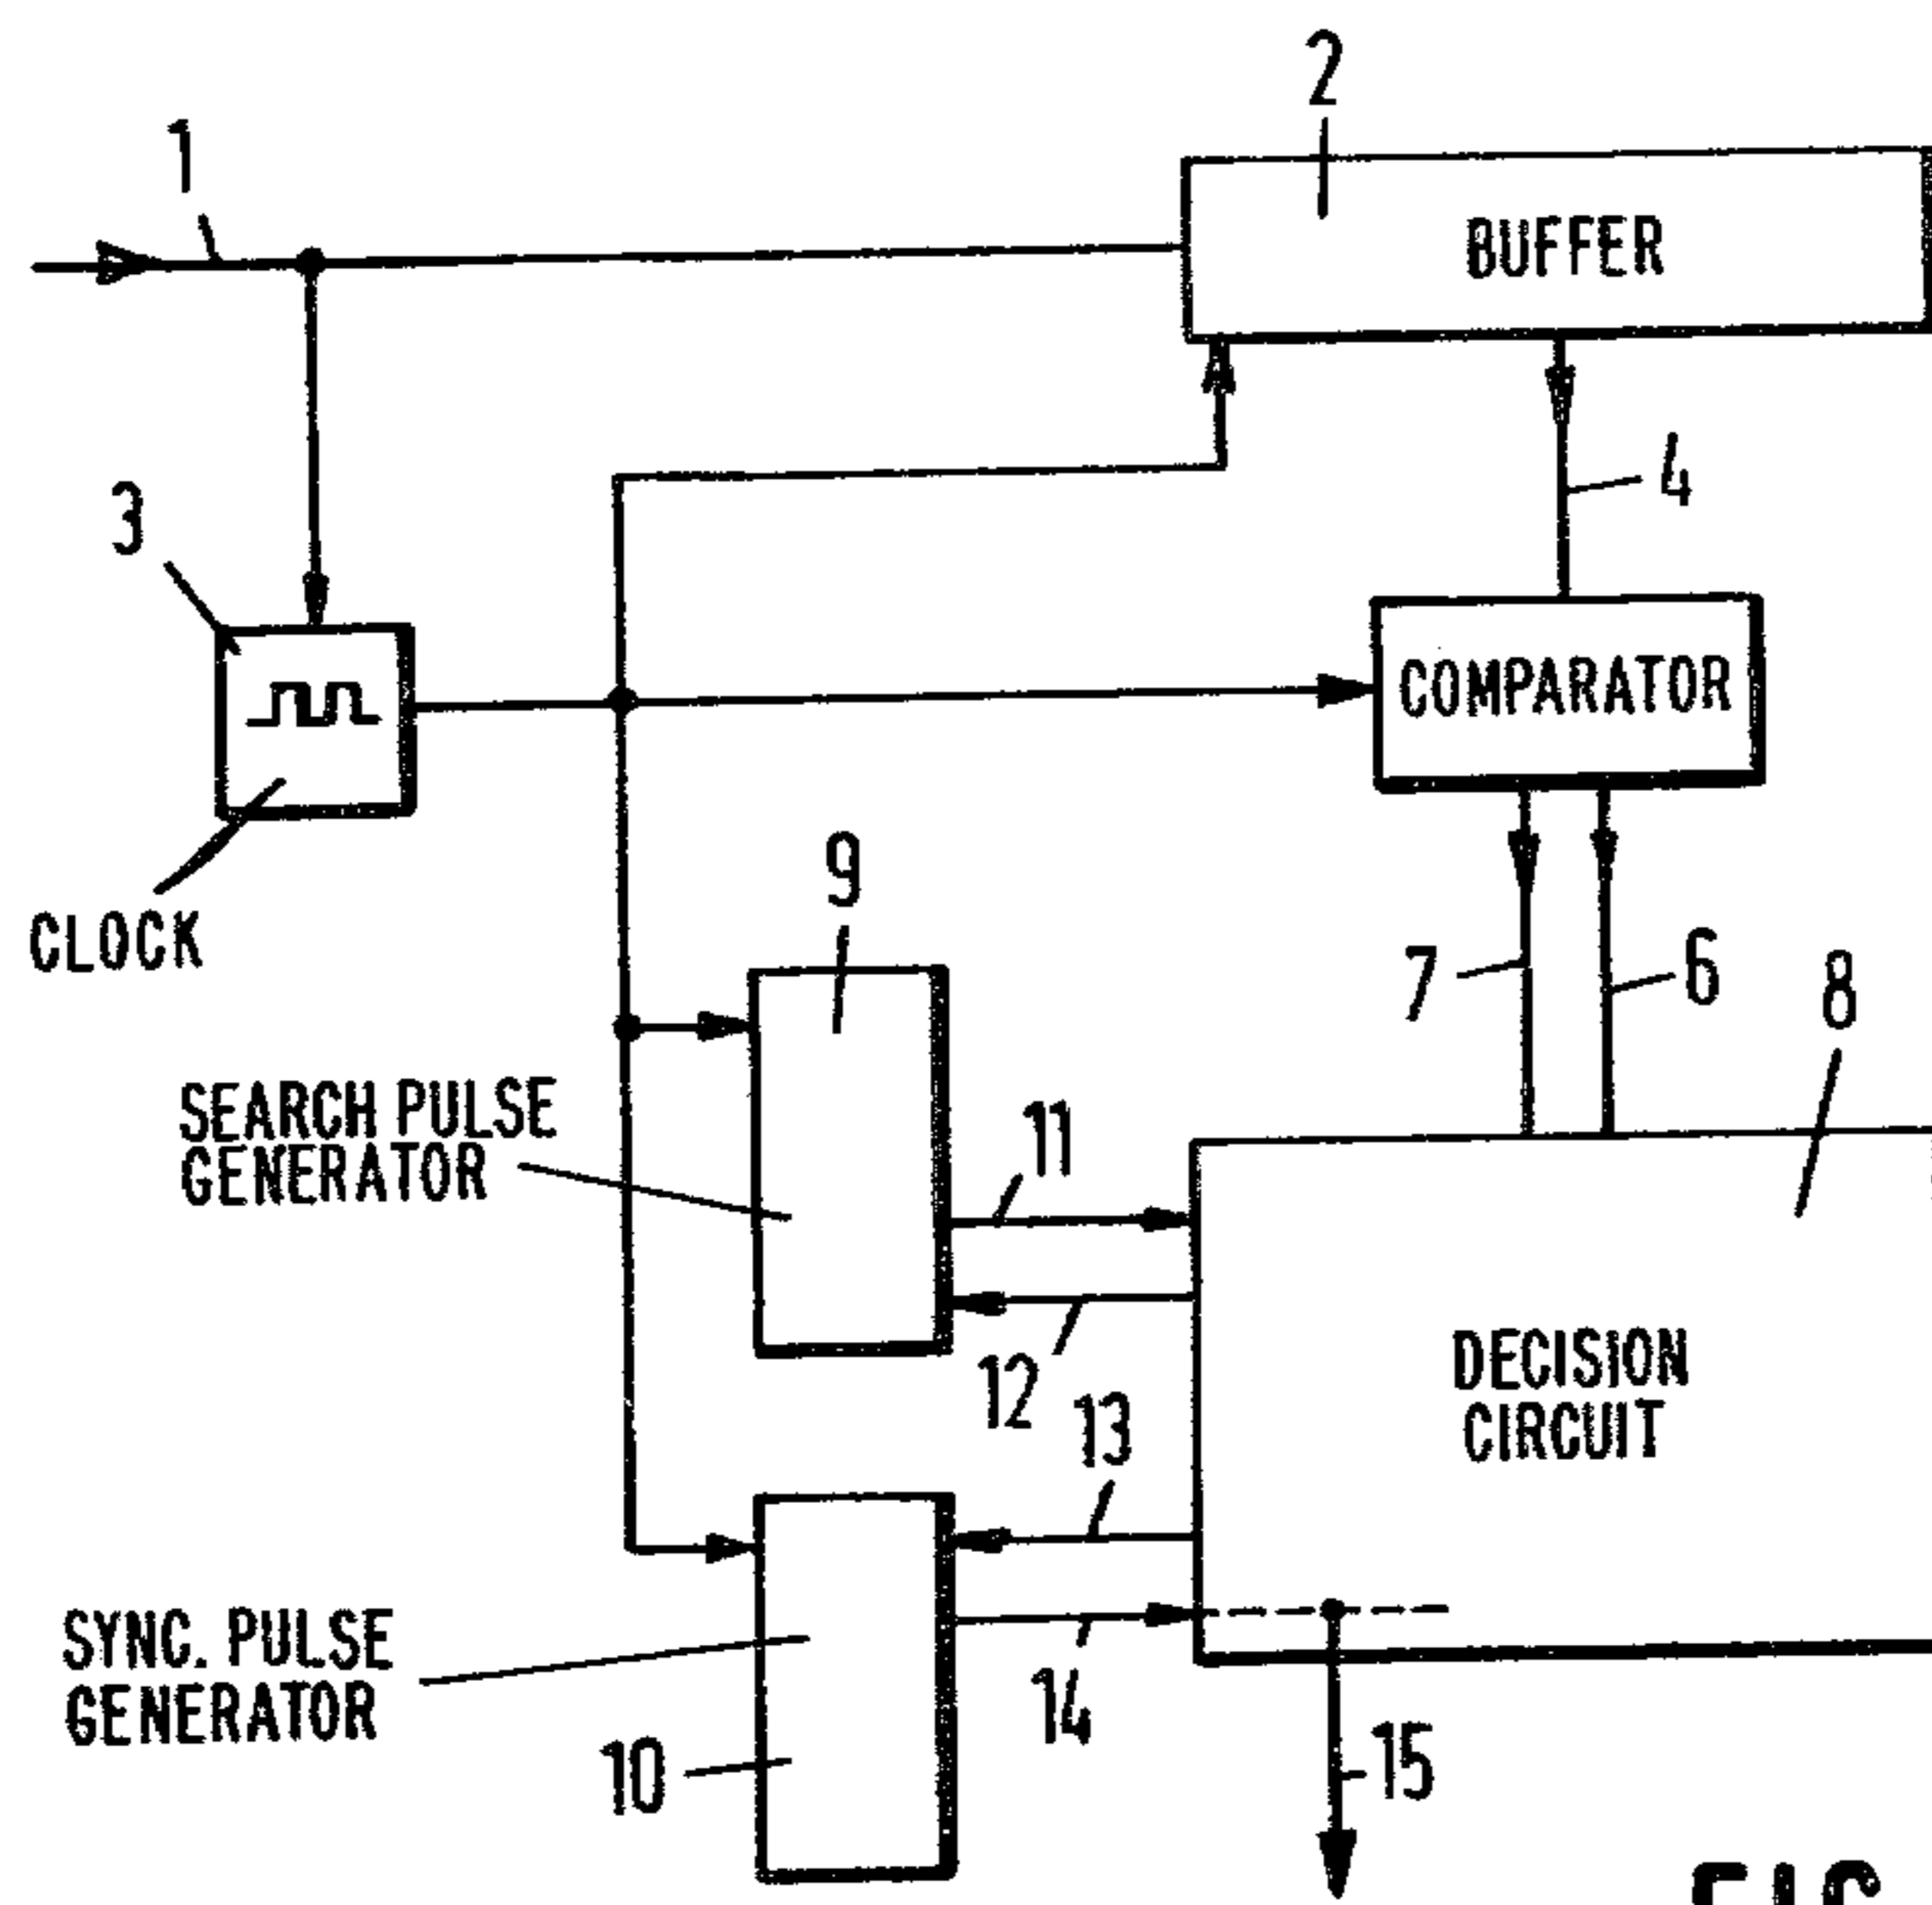 2
1
BUFFER
3
4
COMPARATOR
CLOCK
9
7
6
8
SEARCH PULSE
GENERATOR
11
12
DECISION
CIRCUIT
13
SYNC. PULSE
GENERATOR
14
10
15